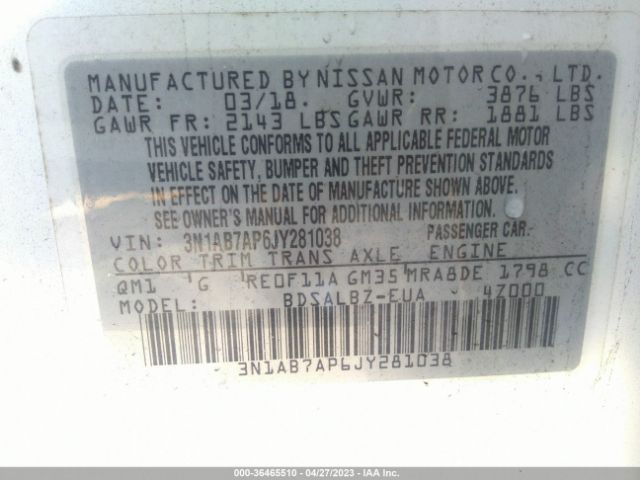 MANUFACTURED BY NISSAN MOTOR CO., LTD.
DATE: 03/18. GVWR: 3876 LBS
GAWR FR: 2143 LBS GAWR RR: 1881 LBS
THIS VEHICLE CONFORMS TO ALL APPLICABLE FEDERAL MOTOR
VEHICLE SAFETY, BUMPER AND THEFT PREVENTION STANDARDS
IN EFFECT ON THE DATE OF MANUFACTURE SHOWN ABOVE.
SEE OWNER'S MANUAL FOR ADDITIONAL INFORMATION.
VIN: 3N1AB7AP6JY281038 PASSENGER CAR
COLOR TRIM TRANS AXLE ENGINE
QM1 G RE0F11A GM35 MRA8DE 1798 CC
MODEL: BDSALBZ-EUA 4Z000
3N1AB7AP6JY281038
000-36465510 - 04/27/2023 - IAA Inc.